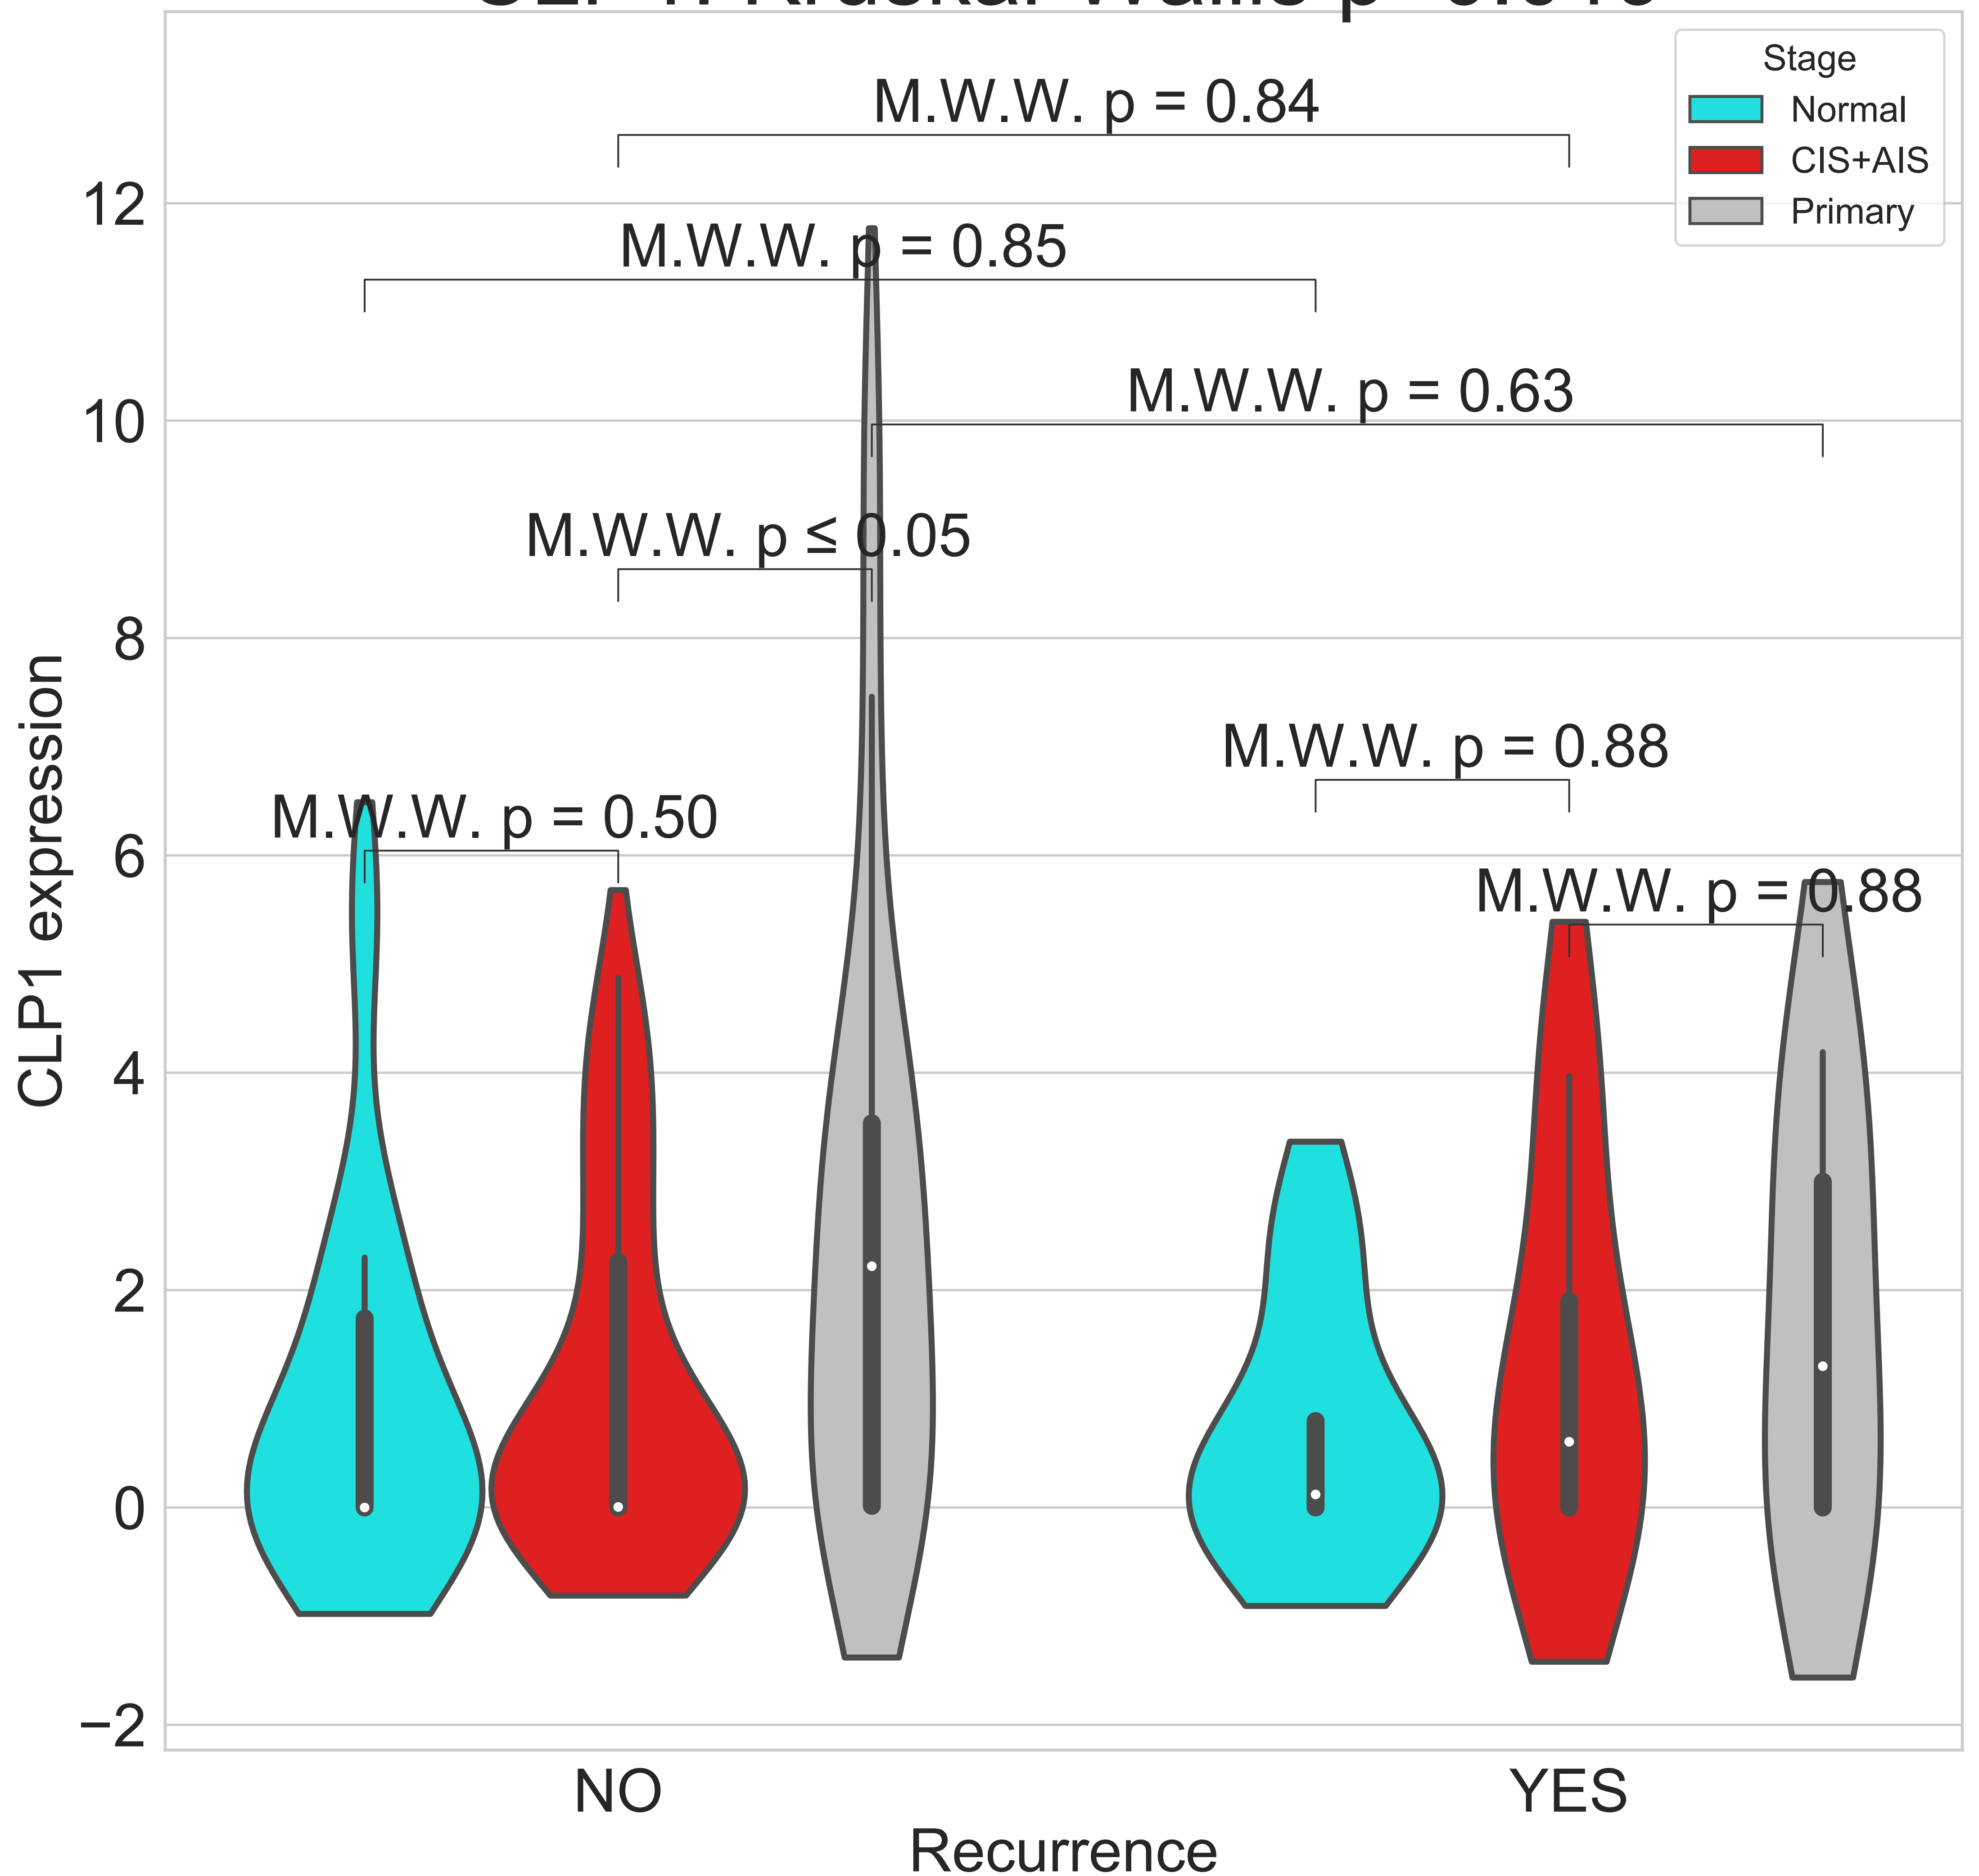 Stage
Normal
CIS+AIS
Primary
M.W.W. p = 0.84
12
M.W.W. p = 0.85
10
M.W.W. p = 0.63
M.W.W. p ≤ 0.05
8
M.W.W. p = 0.88
M.W.W. p = 0.50
6
M.W.W. p = 0.88
4
2
0
−2
CLP1 expression
NO
YES
Recurrence